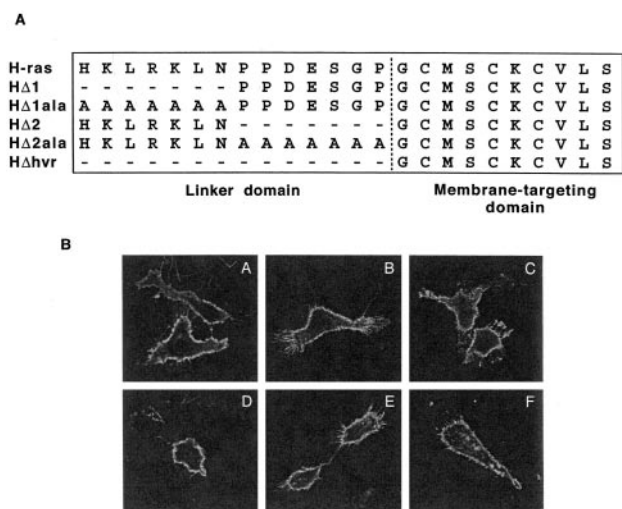 A
H-ras H K L R K L N P P D E S G P G C M S C K C V L S
HΔ1 - - - - - - - P P D E S G P G C M S C K C V L S
HΔ1ala A A A A A A A P P D E S G P G C M S C K C V L S
HΔ2 H K L R K L N - - - - - - - G C M S C K C V L S
HΔ2ala H K L R K L N A A A A A A A G C M S C K C V L S
HΔhvr - - - - - - - - - - - - - - G C M S C K C V L S
Linker domain Membrane-targeting
domain
B
A B C
D E F